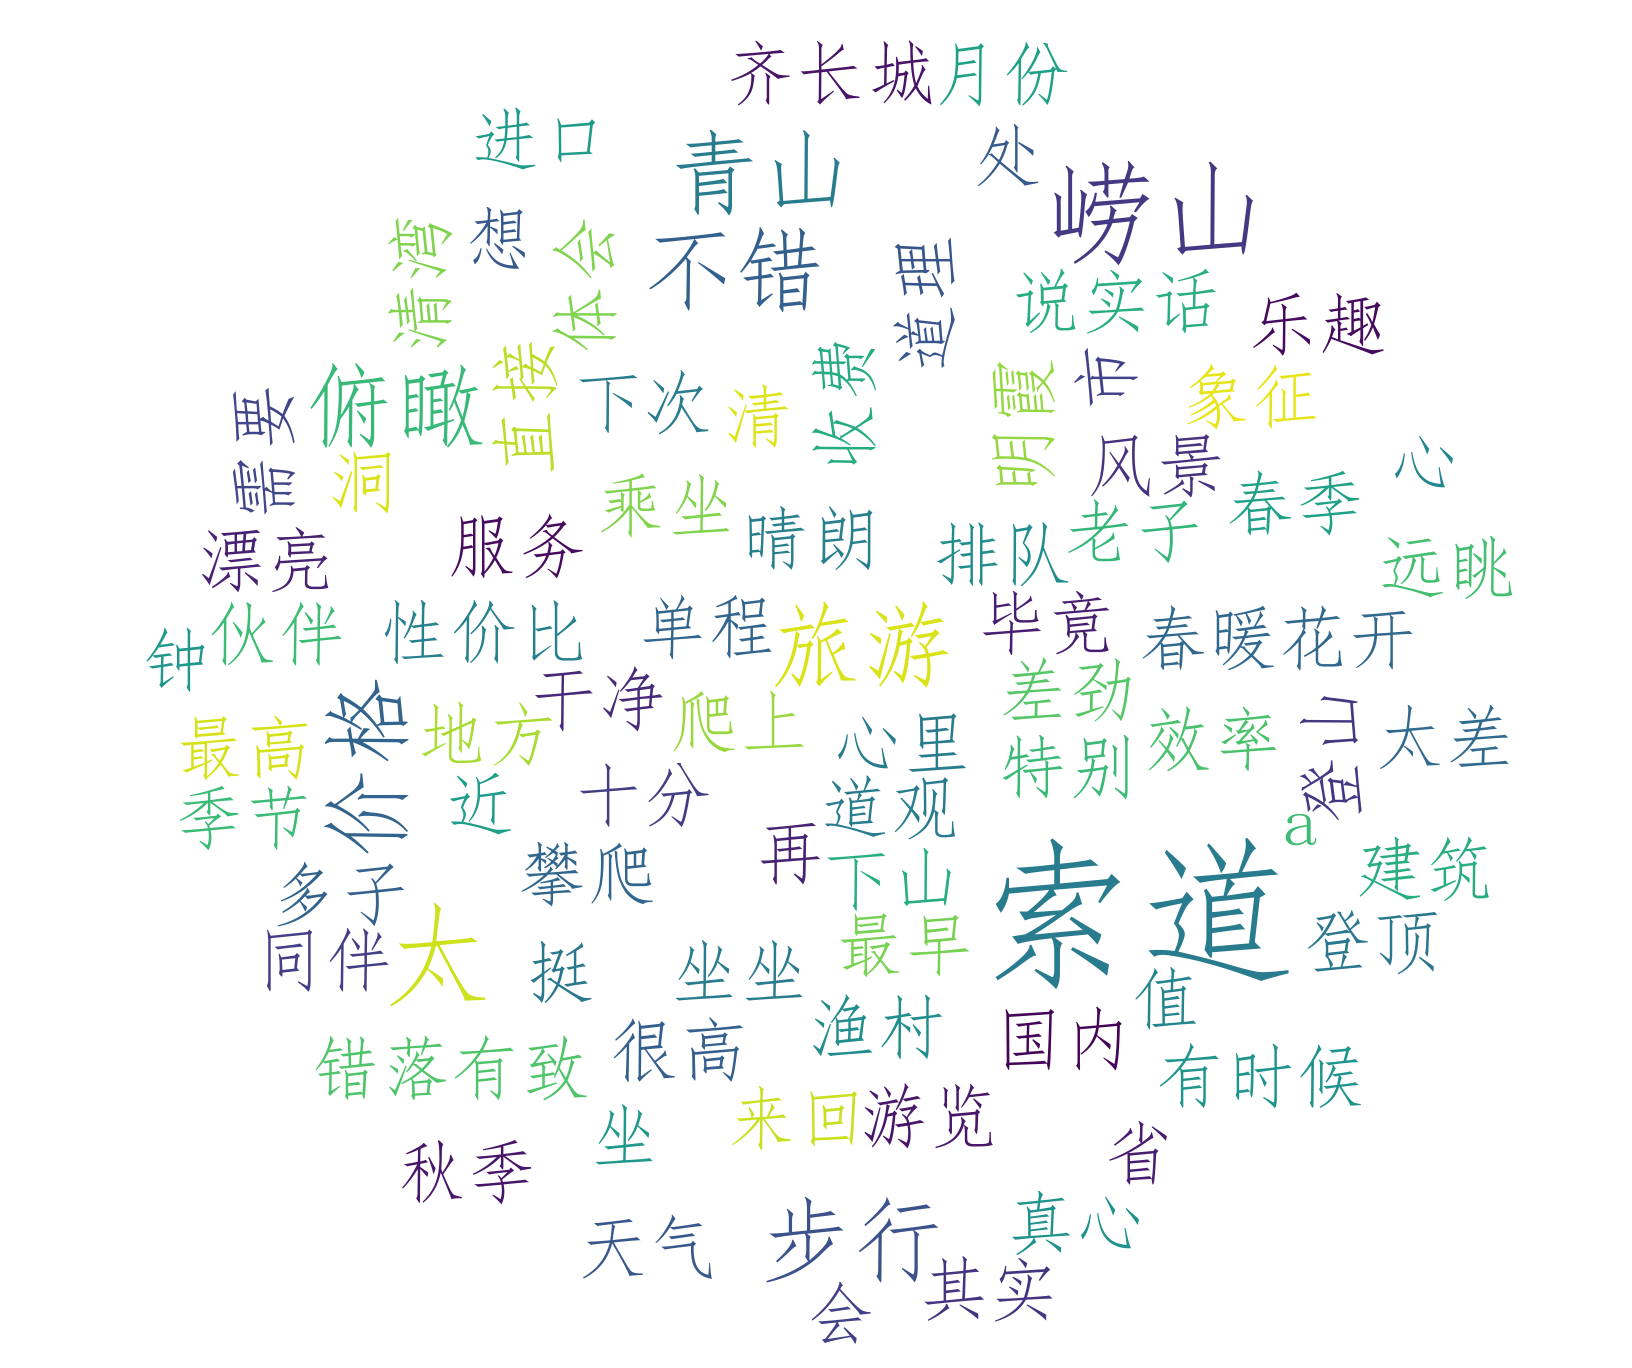 齐长城
月份
进口
青山
处
崂山
想
清湾
体会
不错
道理
说实话
乐趣
需要
俯瞰
直接
下次
清
收费
明霞
市
象征
洞
风景
心
漂亮
服务
乘坐
晴朗
排队
老子
春季
远眺
钟
伙伴
性价比
单程
旅游
毕竟
春暖花开
最高
价格
地方
干净
爬上
心里
差劲
特别
效率
登山
太差
季节
近
十分
道观
再
下山
索道
a
建筑
多子
攀爬
同伴
太
挺
坐坐
最早
登顶
值
错落有致
很高
渔村
国内
有时候
来回
游览
坐
秋季
省
天气
步行
真心
会
其实